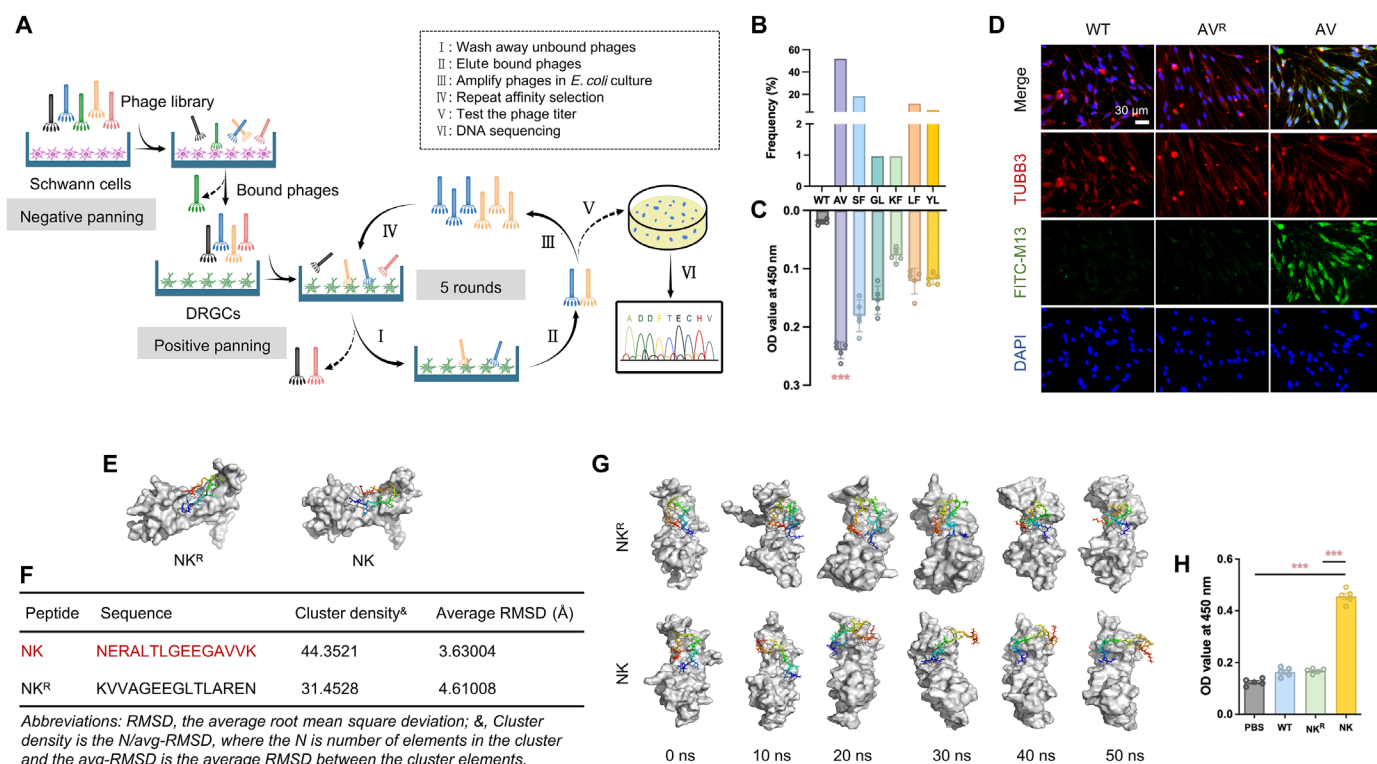 A
Ⅰ: Wash away unbound phages
Ⅱ: Elute bound phages
Ⅲ: Amplify phages in E. coli culture
Ⅳ: Repeat affinity selection
Ⅴ: Test the phage titer
Ⅵ: DNA sequencing
Phage library
Schwann cells
Negative panning
Bound phages
DRGCs
Positive panning
5 rounds
Ⅰ
Ⅱ
Ⅲ
Ⅳ
Ⅴ
Ⅵ
A D D F T E C H V
B
Frequency (%)
60
40
20
2
1
0
WT AV SF GL KF LF YL
C
OD value at 450 nm
0.0
0.1
0.2
0.3
***
D
WT AVR AV
Merge
30 μm
TUBB3
FITC-M13
DAPI
E
NKR NK
F
Peptide Sequence Cluster density& Average RMSD (Å)
NK NERALTLGEEGAVVK 44.3521 3.63004
NKR KVVAGEEGLTLAREN 31.4528 4.61008
Abbreviations: RMSD, the average root mean square deviation; &, Cluster
density is the N/avg-RMSD, where the N is number of elements in the cluster
and the avg-RMSD is the average RMSD between the cluster elements.
G
NKR
NK
0 ns 10 ns 20 ns 30 ns 40 ns 50 ns
H
OD value at 450 nm
0.6
0.4
0.2
0.0
***
***
PBS WT NKR NK